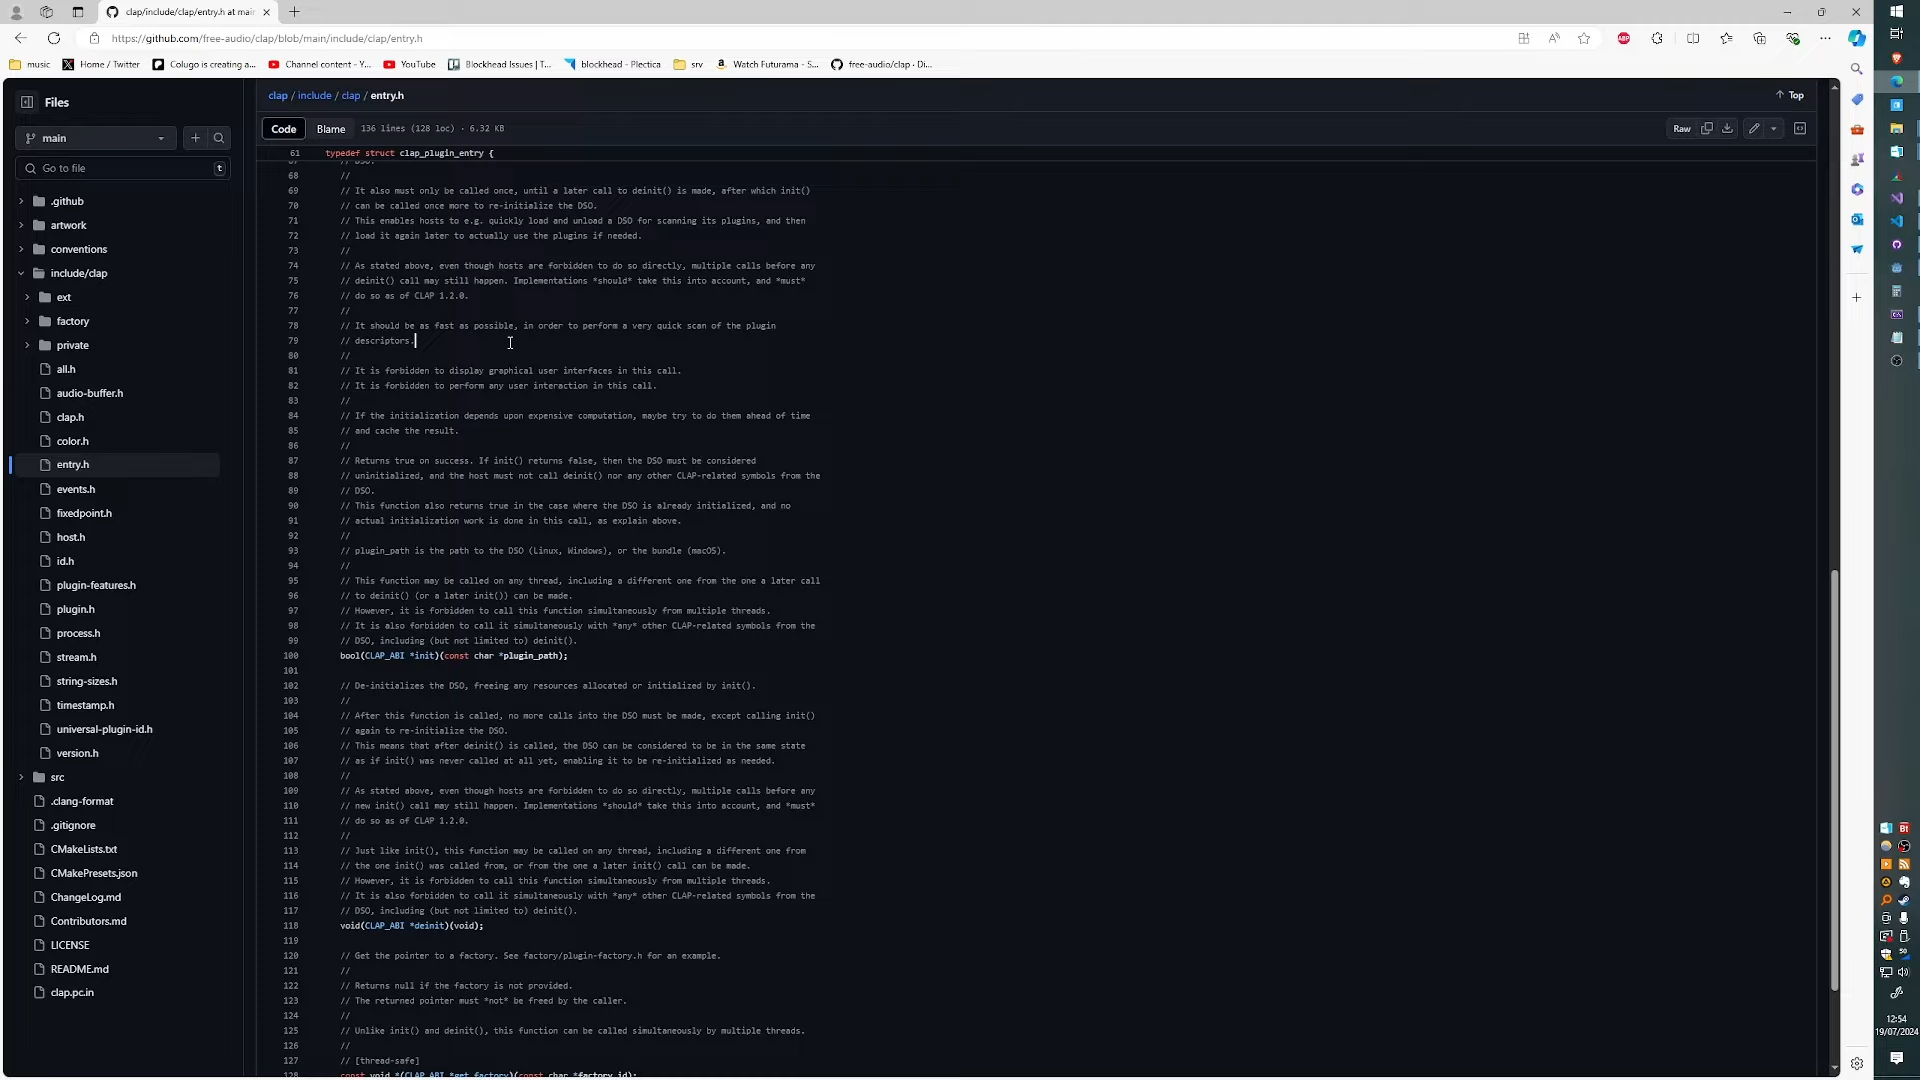 clap/include/clap/entry.h at mai
https://github.com/free-audio/clap/blob/main/include/clap/entry.h
music
Home / Twitter
Colugo is creating a...
Channel content - Y...
YouTube
Blockhead Issues | T...
blockhead - Plectica
srv
Watch Futurama - S...
free-audio/clap · Di...
Files
clap / include / clap / entry.h
Top
main
Code
Blame
136 lines (128 loc) · 6.32 KB
Raw
Go to file
t
.github
artwork
conventions
include/clap
ext
factory
private
all.h
audio-buffer.h
clap.h
color.h
entry.h
events.h
fixedpoint.h
host.h
id.h
plugin-features.h
plugin.h
process.h
stream.h
string-sizes.h
timestamp.h
universal-plugin-id.h
version.h
src
.clang-format
.gitignore
CMakeLists.txt
CMakePresets.json
ChangeLog.md
Contributors.md
LICENSE
README.md
clap.pc.in
61 typedef struct clap_plugin_entry {
67 // DSO.
68 //
69 // It also must only be called once, until a later call to deinit() is made, after which init()
70 // can be called once more to re-initialize the DSO.
71 // This enables hosts to e.g. quickly load and unload a DSO for scanning its plugins, and then
72 // load it again later to actually use the plugins if needed.
73 //
74 // As stated above, even though hosts are forbidden to do so directly, multiple calls before any
75 // deinit() call may still happen. Implementations *should* take this into account, and *must*
76 // do so as of CLAP 1.2.0.
77 //
78 // It should be as fast as possible, in order to perform a very quick scan of the plugin
79 // descriptors.
80 //
81 // It is forbidden to display graphical user interfaces in this call.
82 // It is forbidden to perform any user interaction in this call.
83 //
84 // If the initialization depends upon expensive computation, maybe try to do them ahead of time
85 // and cache the result.
86 //
87 // Returns true on success. If init() returns false, then the DSO must be considered
88 // uninitialized, and the host must not call deinit() nor any other CLAP-related symbols from the
89 // DSO.
90 // This function also returns true in the case where the DSO is already initialized, and no
91 // actual initialization work is done in this call, as explain above.
92 //
93 // plugin_path is the path to the DSO (Linux, Windows), or the bundle (macOS).
94 //
95 // This function may be called on any thread, including a different one from the one a later call
96 // to deinit() (or a later init()) can be made.
97 // However, it is forbidden to call this function simultaneously from multiple threads.
98 // It is also forbidden to call it simultaneously with *any* other CLAP-related symbols from the
99 // DSO, including (but not limited to) deinit().
100 bool(CLAP_ABI *init)(const char *plugin_path);
101
102 // De-initializes the DSO, freeing any resources allocated or initialized by init().
103 //
104 // After this function is called, no more calls into the DSO must be made, except calling init()
105 // again to re-initialize the DSO.
106 // This means that after deinit() is called, the DSO can be considered to be in the same state
107 // as if init() was never called at all yet, enabling it to be re-initialized as needed.
108 //
109 // As stated above, even though hosts are forbidden to do so directly, multiple calls before any
110 // new init() call may still happen. Implementations *should* take this into account, and *must*
111 // do so as of CLAP 1.2.0.
112 //
113 // Just like init(), this function may be called on any thread, including a different one from
114 // the one init() was called from, or from the one a later init() call can be made.
115 // However, it is forbidden to call this function simultaneously from multiple threads.
116 // It is also forbidden to call it simultaneously with *any* other CLAP-related symbols from the
117 // DSO, including (but not limited to) deinit().
118 void(CLAP_ABI *deinit)(void);
119
120 // Get the pointer to a factory. See factory/plugin-factory.h for an example.
121 //
122 // Returns null if the factory is not provided.
123 // The returned pointer must *not* be freed by the caller.
124 //
125 // Unlike init() and deinit(), this function can be called simultaneously by multiple threads.
126 //
127 // [thread-safe]
128 const void *(CLAP_ABI *get_factory)(const char *factory_id);
12:54
19/07/2024